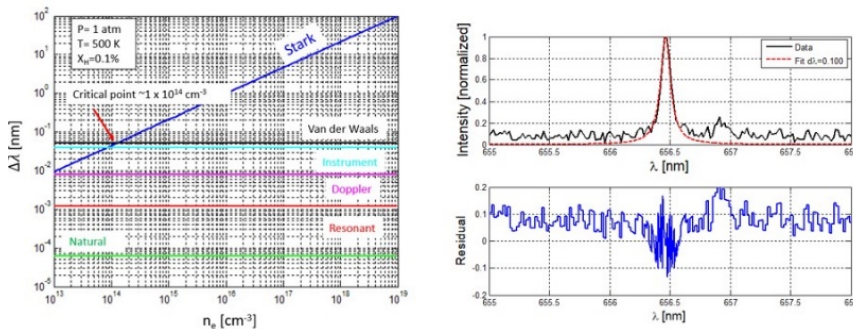 P= 1 atm
T= 500 K
X_H=0.1%
Critical point ~1 x 10^14 cm^-3
Stark
Van der Waals
Instrument
Doppler
Resonant
Natural
Δλ [nm]
10^2
10^1
10^0
10^-1
10^-2
10^-3
10^-4
10^-5
10^13 10^14 10^15 10^16 10^17 10^18 10^19
n_e [cm^-3]
Intensity [normalized]
1
0.8
0.6
0.4
0.2
0
Data
Fit dλ=0.100
655 655.5 656 656.5 657 657.5 658
λ [nm]
Residual
0.2
0.1
0
-0.1
-0.2
655 655.5 656 656.5 657 657.5 65
λ [nm]